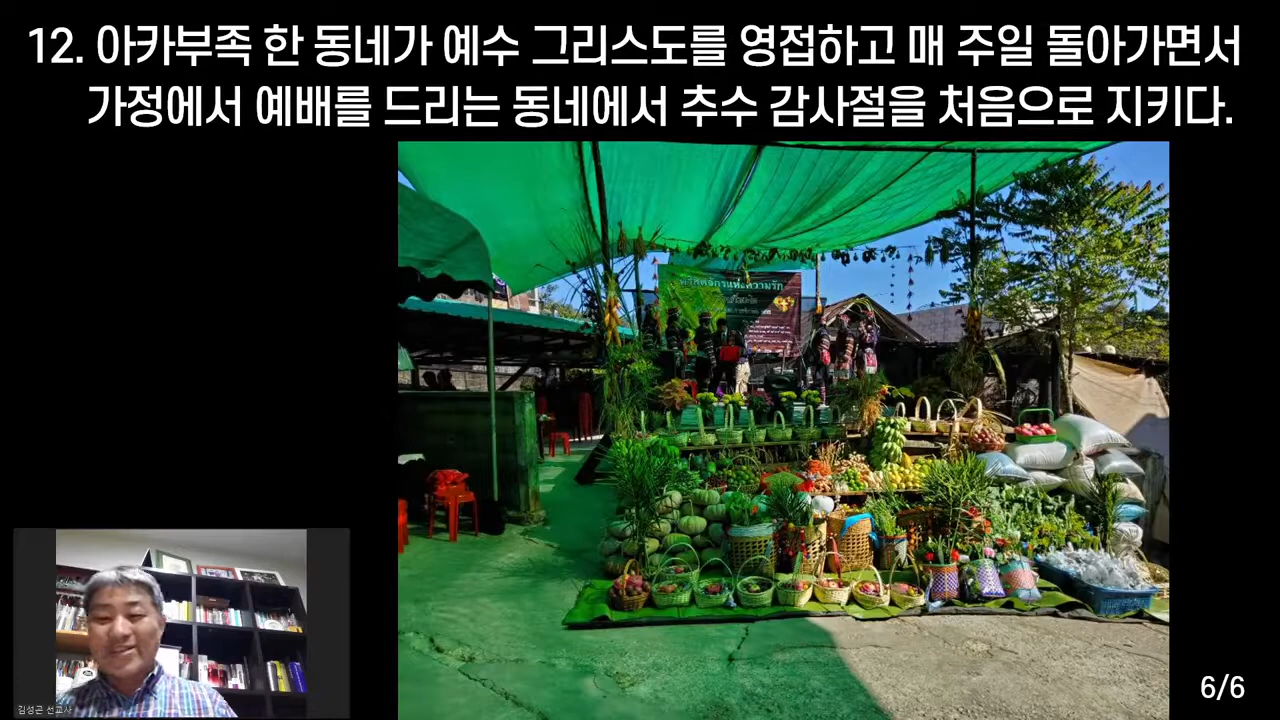 12. 아카부족 한 동네가 예수 그리스도를 영접하고 매 주일 돌아가면서
가정에서 예배를 드리는 동네에서 추수 감사절을 처음으로 지키다.
김성곤 선교사
6/6